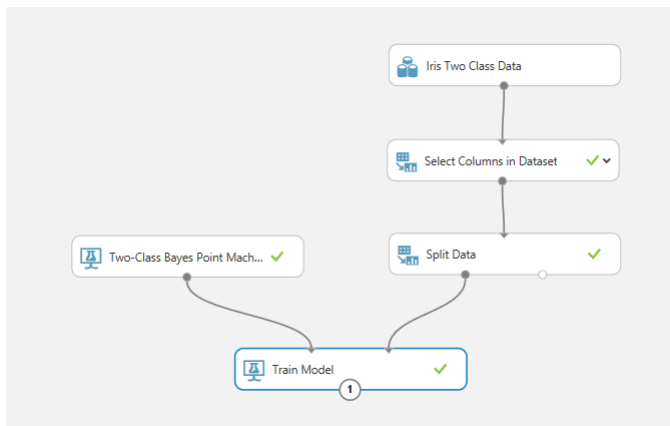 Iris Two Class Data
Select Columns in Dataset
Two-Class Bayes Point Mach...
Split Data
Train Model
1